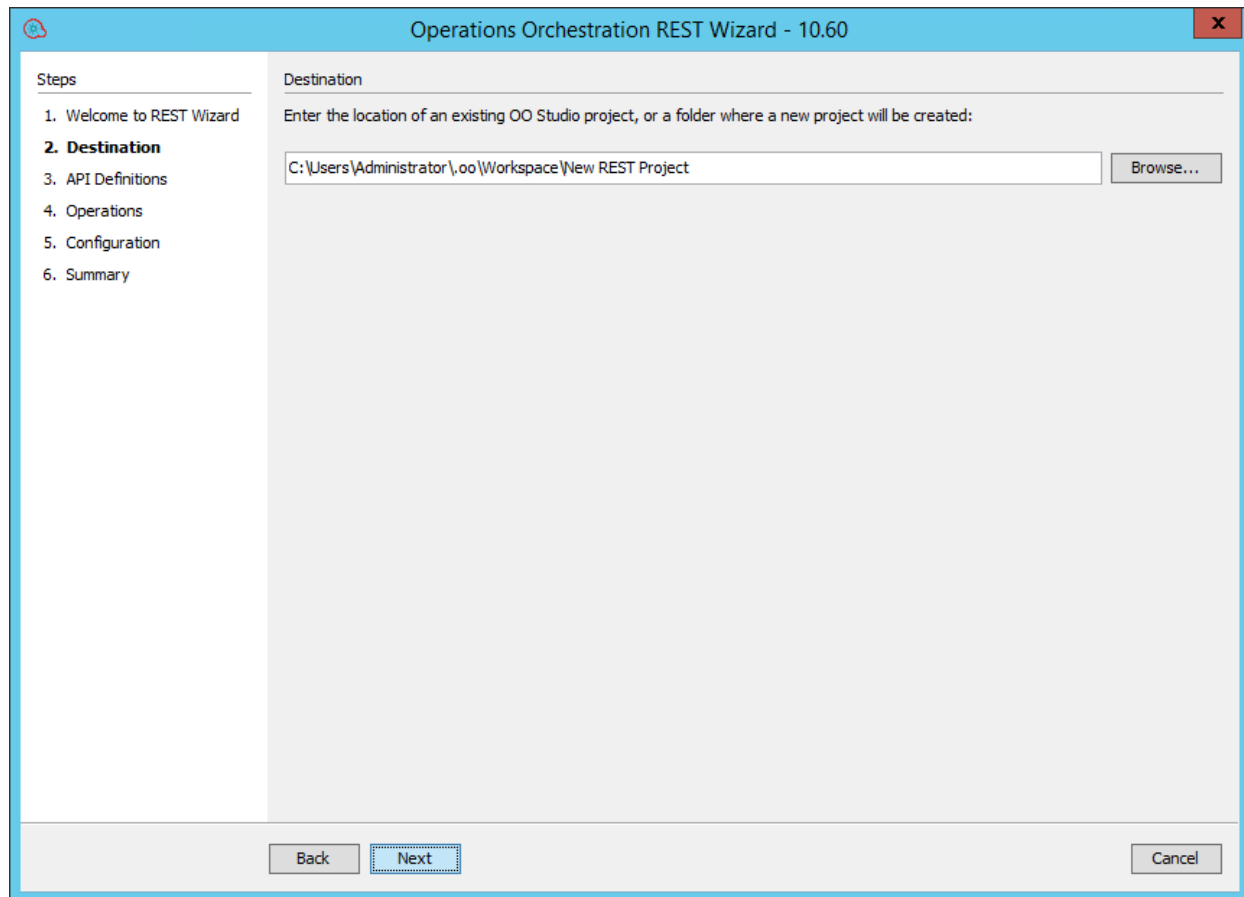 Operations Orchestration REST Wizard - 10.60
x
Steps
1. Welcome to REST Wizard
2. Destination
3. API Definitions
4. Operations
5. Configuration
6. Summary
Destination
Enter the location of an existing OO Studio project, or a folder where a new project will be created:
C:\Users\Administrator\.oo\Workspace\New REST Project
Browse...
Back
Next
Cancel